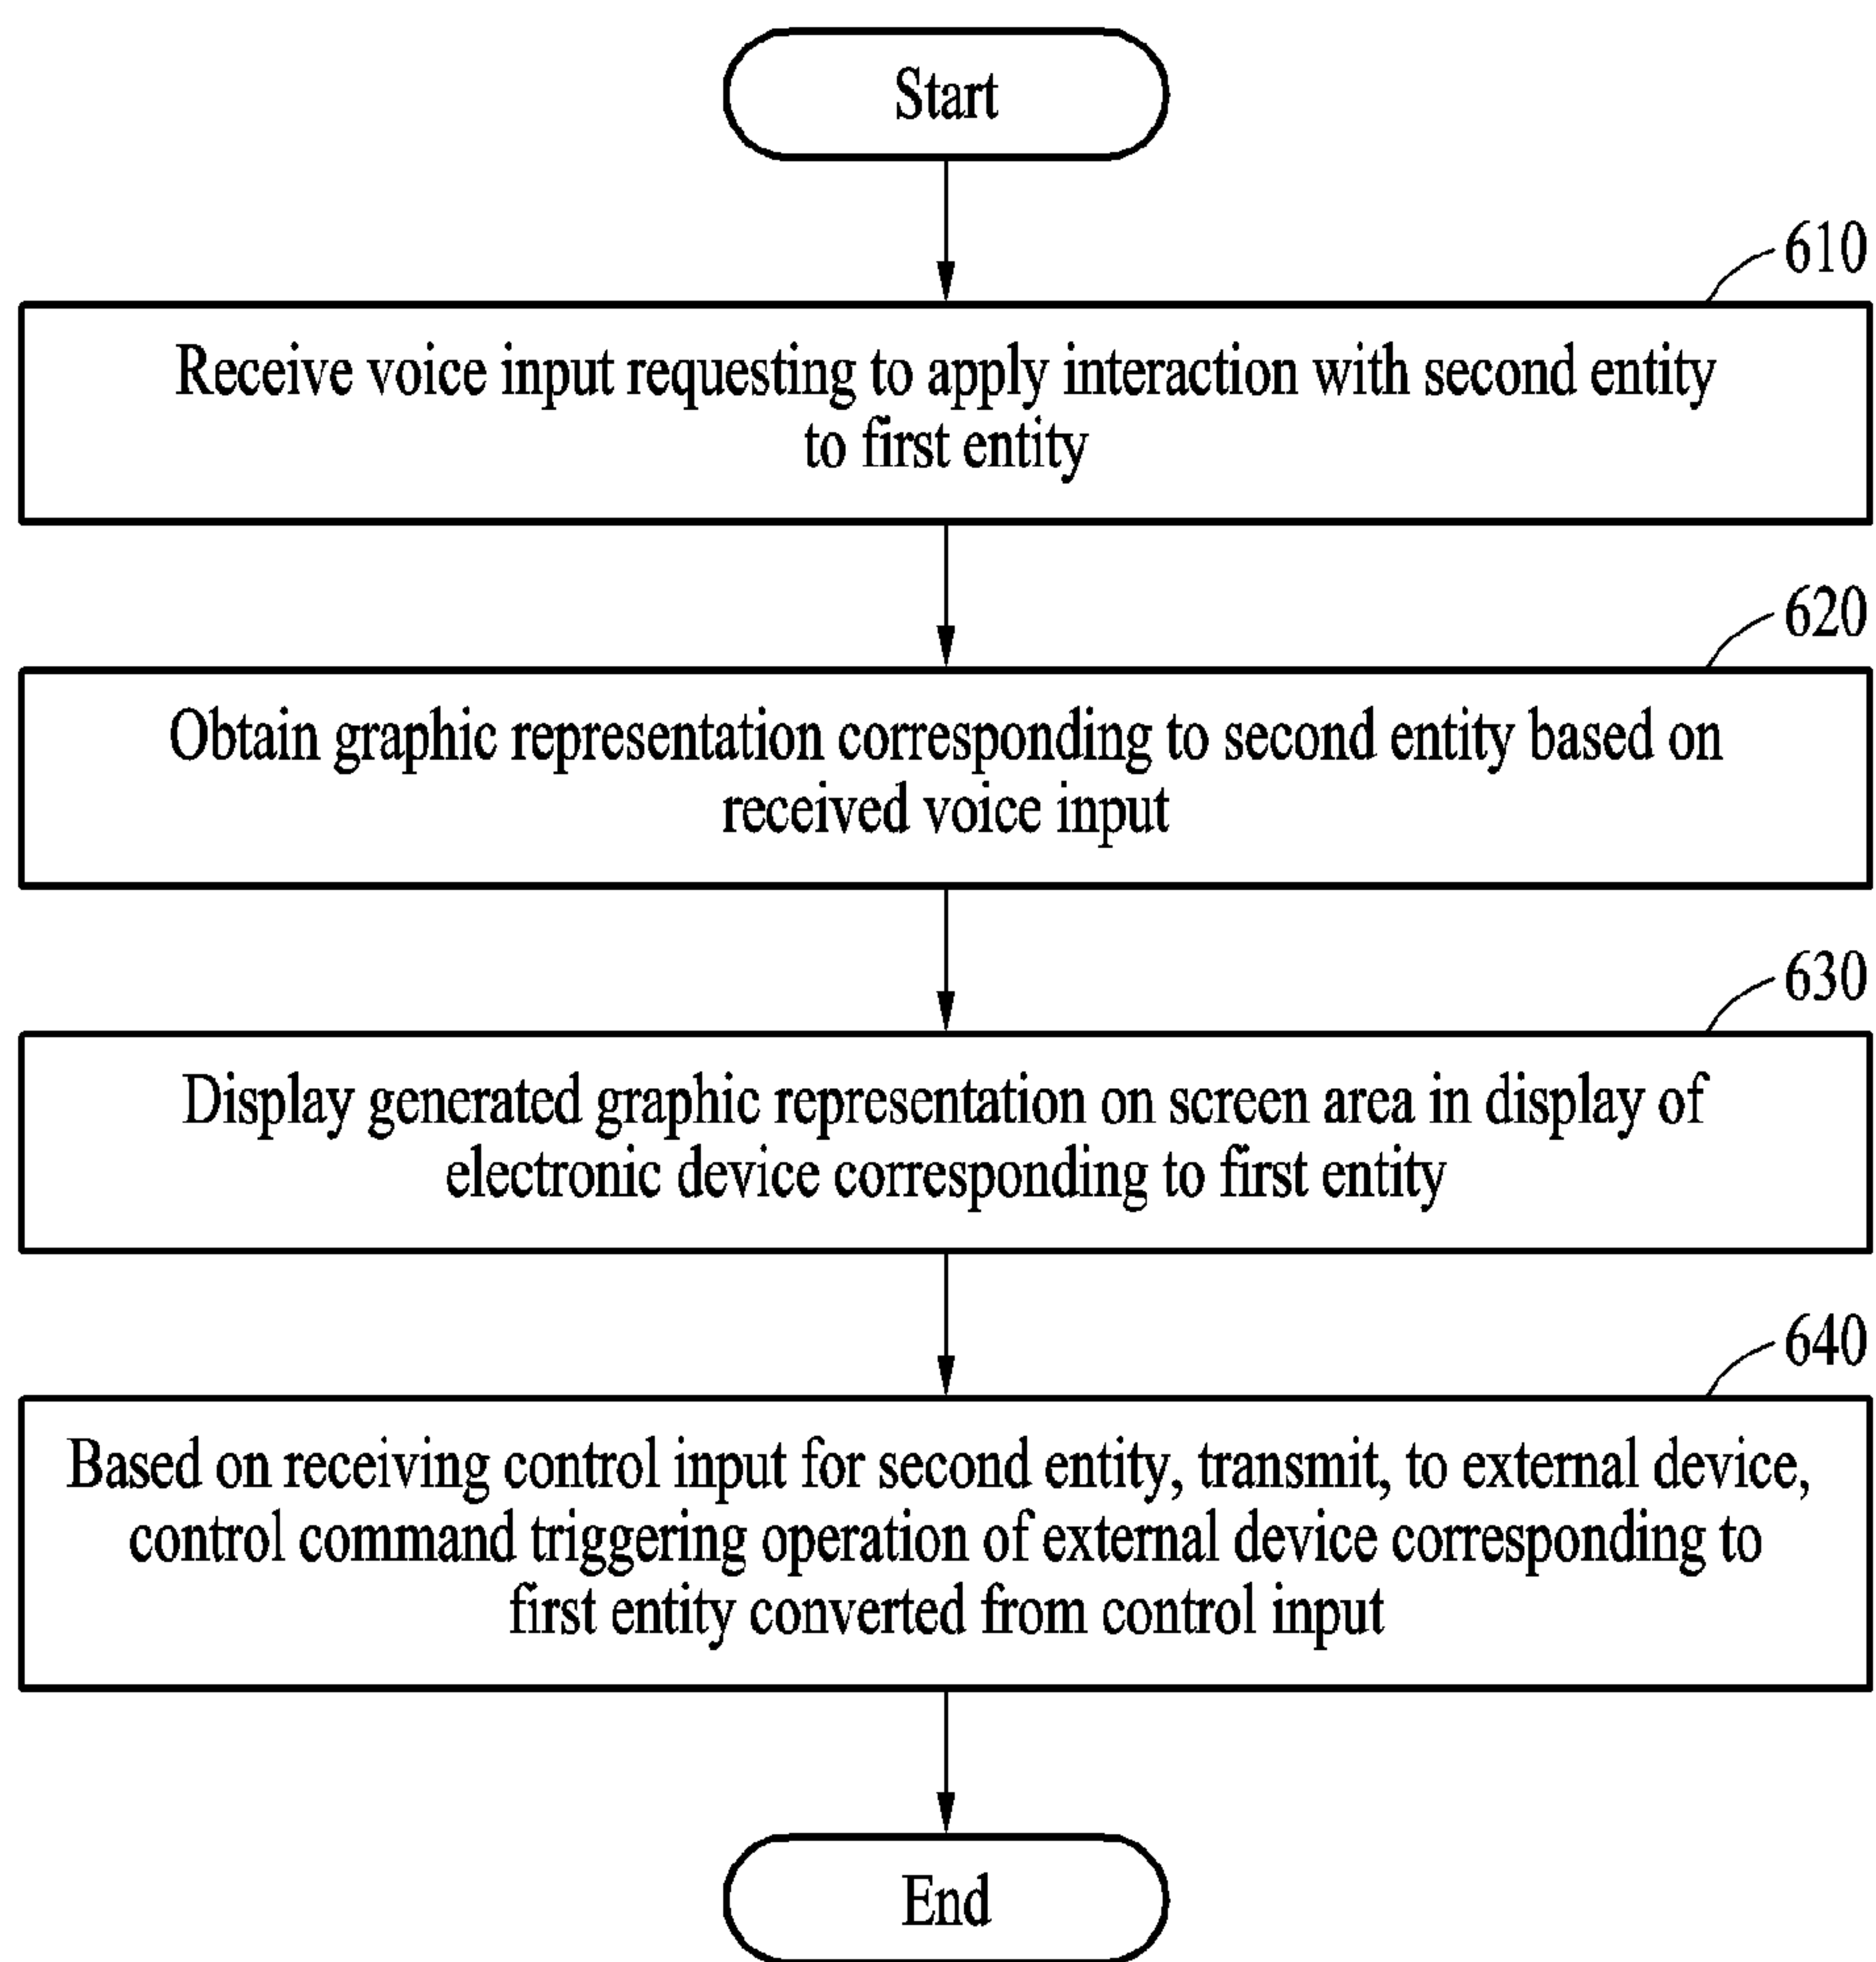 Start
610
Receive voice input requesting to apply interaction with second entity
to first entity
620
Obtain graphic representation corresponding to second entity based on
received voice input
630
Display generated graphic representation on screen area in display of
electronic device corresponding to first entity
640
Based on receiving control input for second entity, transmit, to external device,
control command triggering operation of external device corresponding to
first entity converted from control input
End